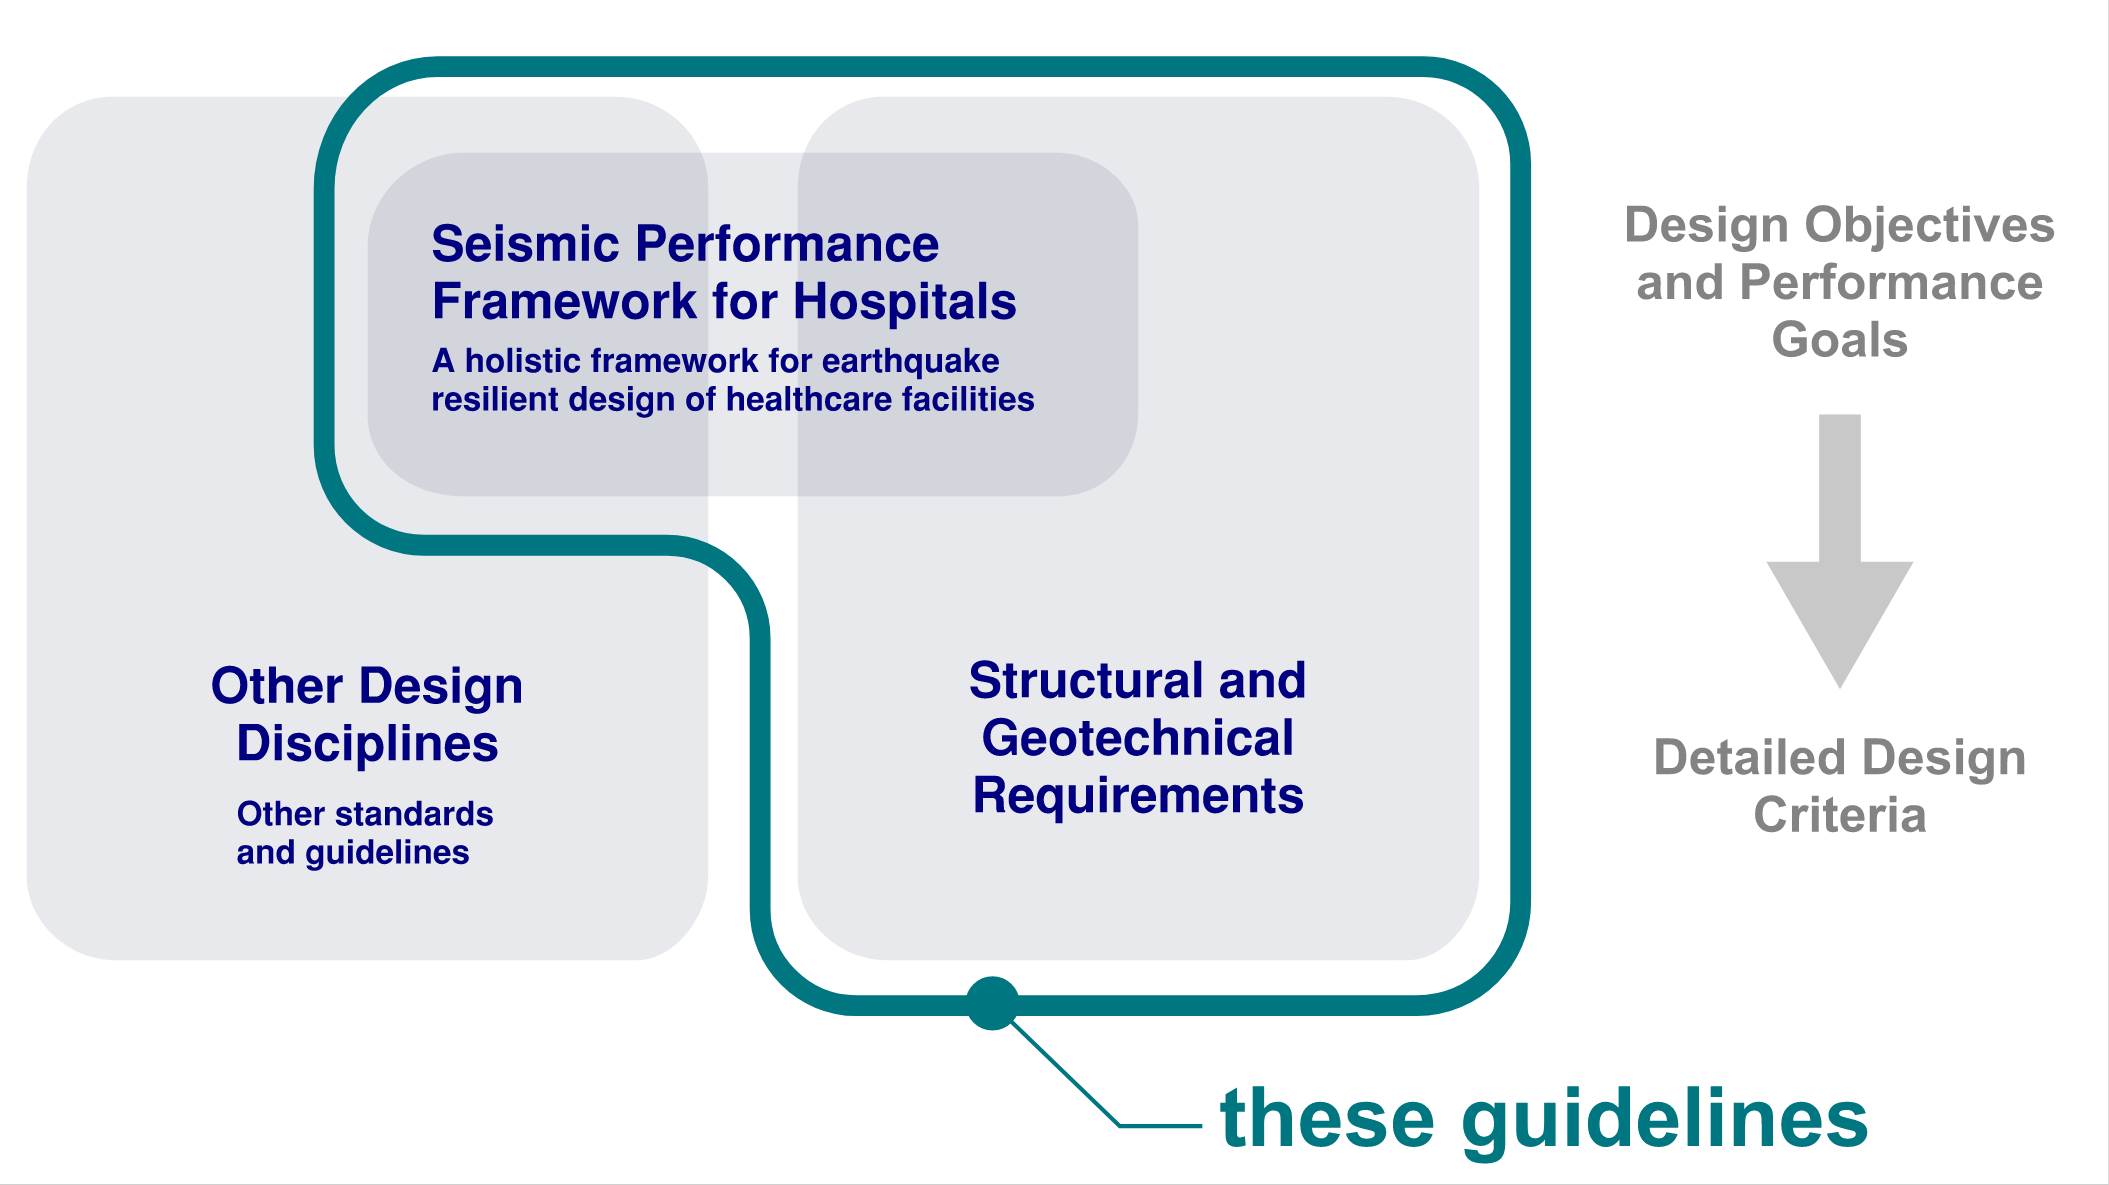 Seismic Performance
Framework for Hospitals
A holistic framework for earthquake
resilient design of healthcare facilities
Other Design
Disciplines
Other standards
and guidelines
Structural and
Geotechnical
Requirements
Design Objectives
and Performance
Goals
Detailed Design
Criteria
these guidelines